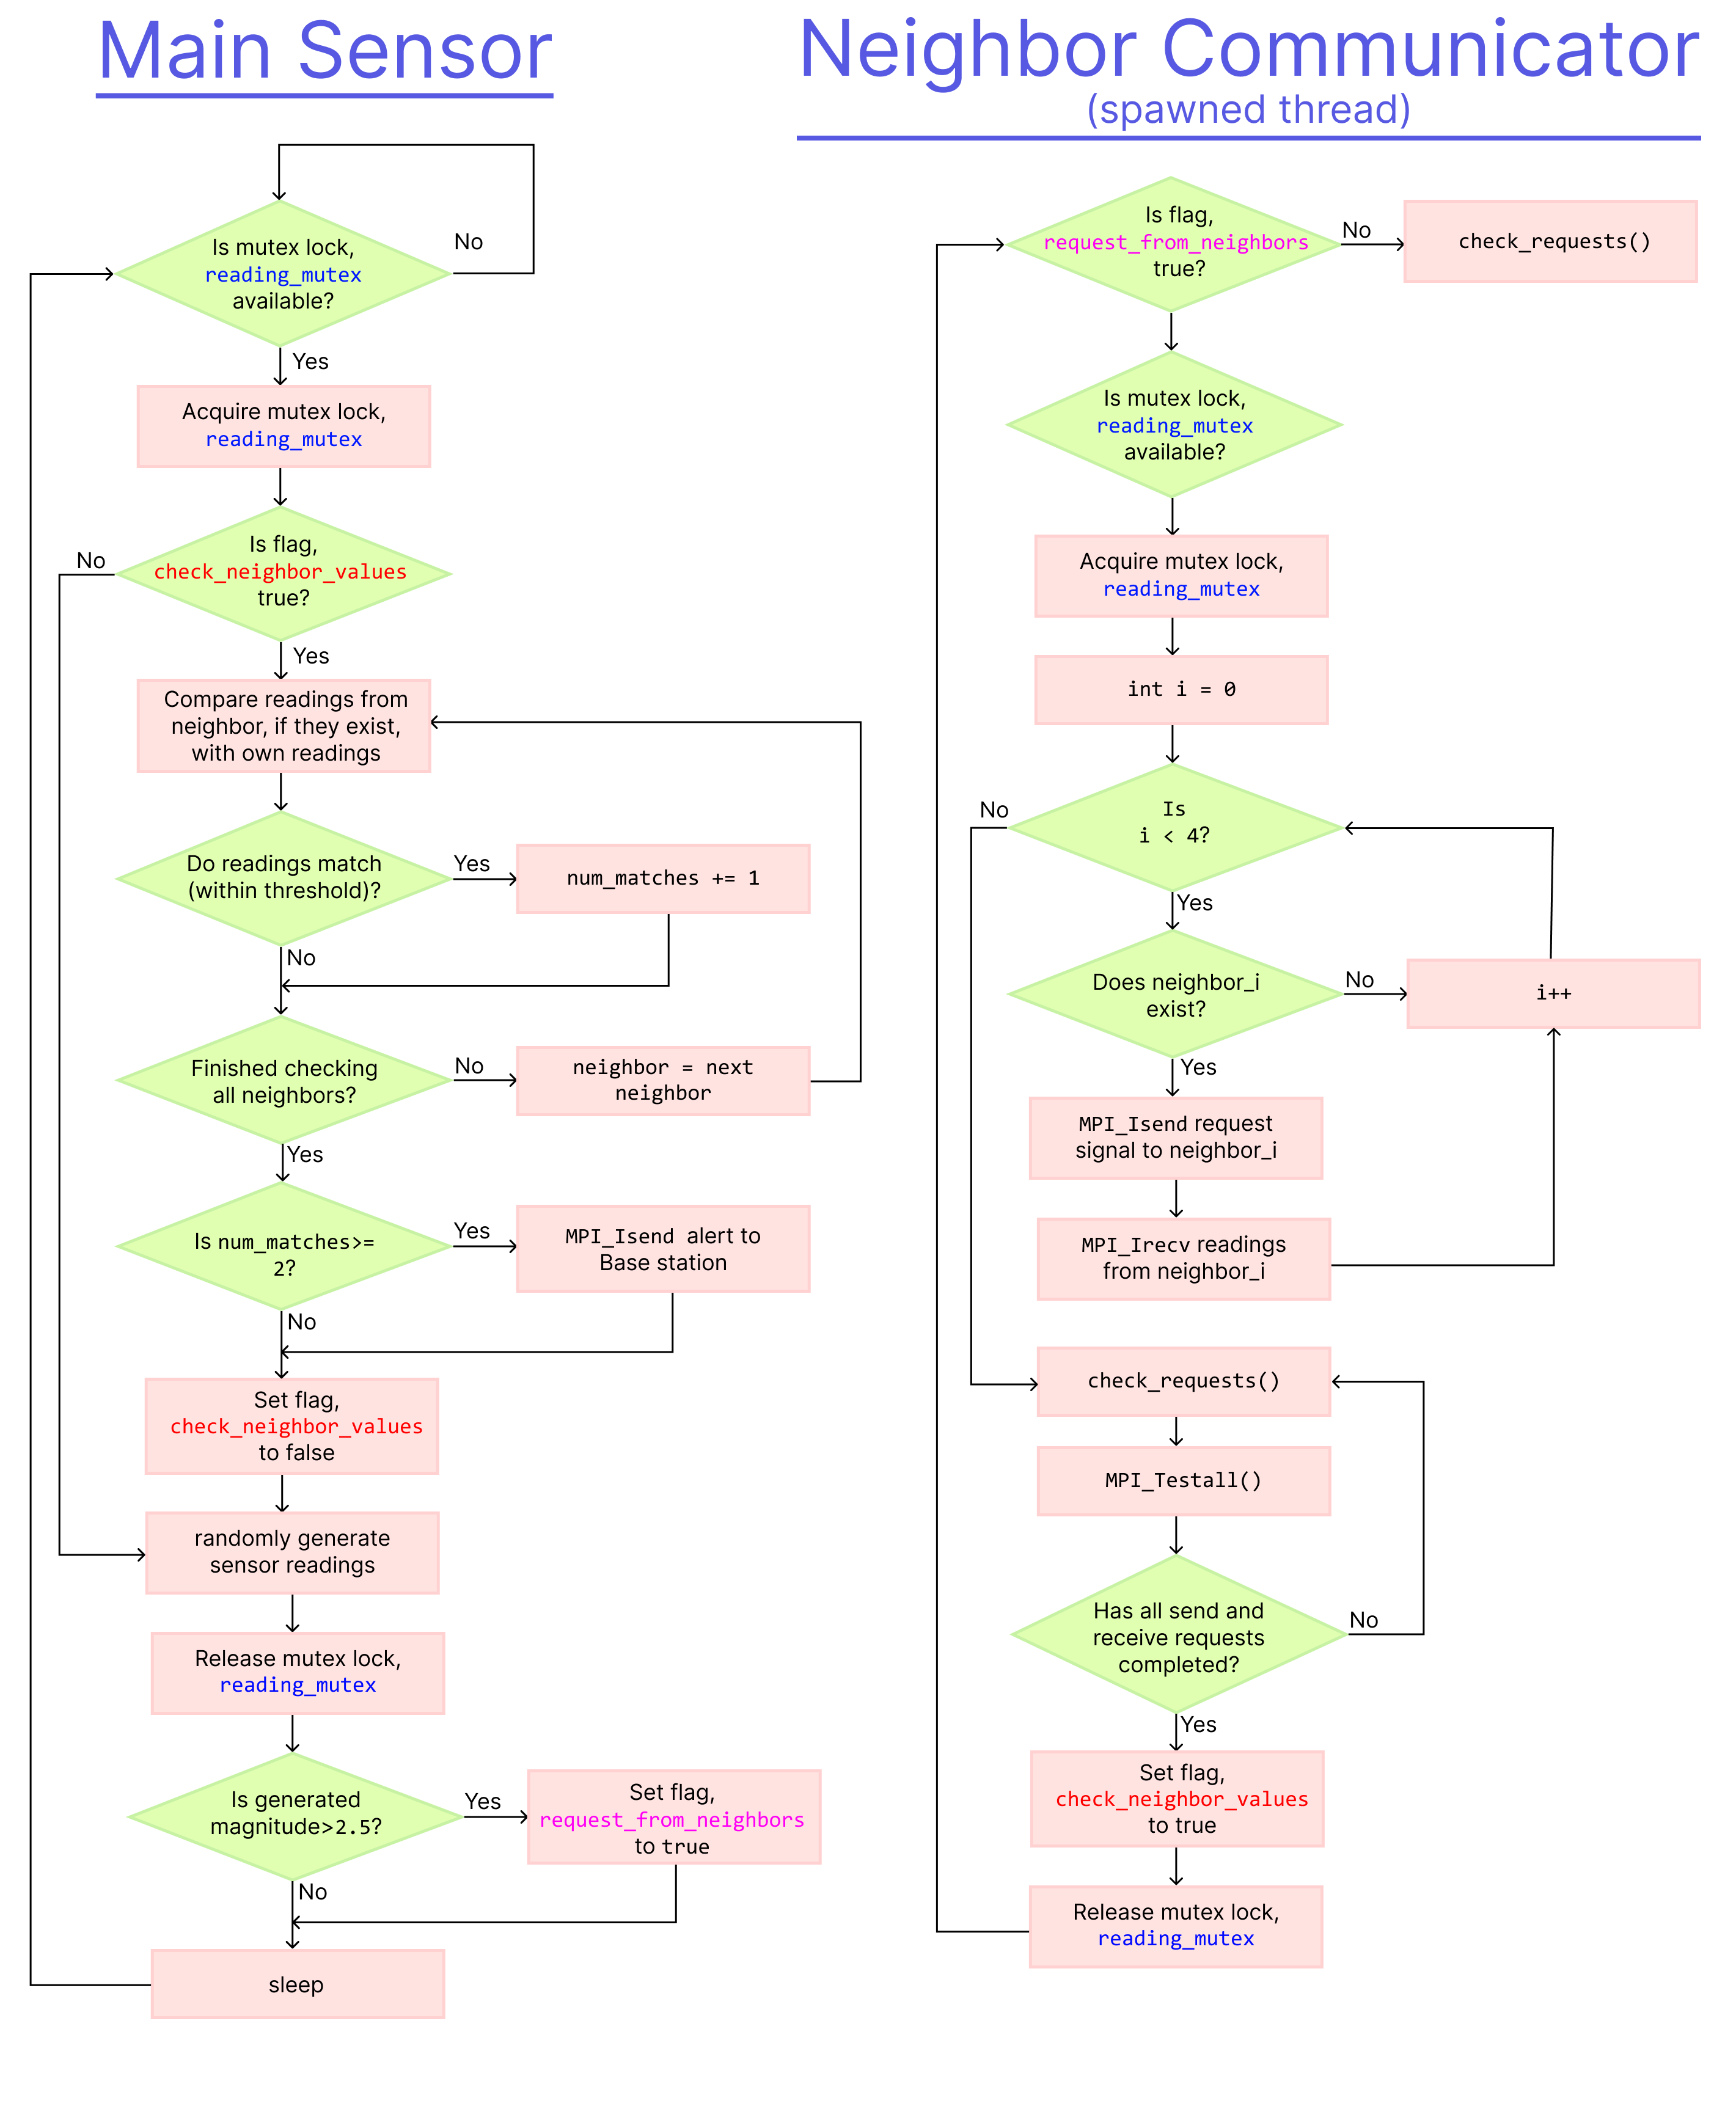 Main Sensor
No
Is mutex lock,
reading_mutex
available?
Yes
Acquire mutex lock,
reading_mutex
No
Is flag,
check_neighbor_values
true?
Yes
Compare readings from
neighbor, if they exist,
with own readings
Do readings match
(within threshold)?
Yes
num_matches += 1
No
Finished checking
all neighbors?
No
neighbor = next
neighbor
Yes
Is num_matches>=
2?
Yes
MPI_Isend alert to
Base station
No
Set flag,
check_neighbor_values
to false
randomly generate
sensor readings
Release mutex lock,
reading_mutex
Is generated
magnitude>2.5?
Yes
Set flag,
request_from_neighbors
to true
No
sleep
Neighbor Communicator
(spawned thread)
Is flag,
request_from_neighbors
true?
No
check_requests()
Is mutex lock,
reading_mutex
available?
Acquire mutex lock,
reading_mutex
int i = 0
No
Is
i < 4?
Yes
Does neighbor_i
exist?
No
i++
Yes
MPI_Isend request
signal to neighbor_i
MPI_Irecv readings
from neighbor_i
check_requests()
MPI_Testall()
Has all send and
receive requests
completed?
No
Yes
Set flag,
check_neighbor_values
to true
Release mutex lock,
reading_mutex